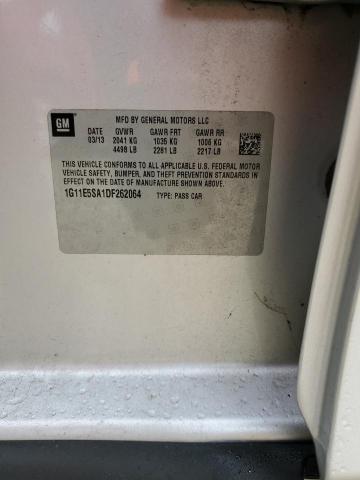 GM
MFD BY GENERAL MOTORS LLC
DATE GVWR GAWR FRT GAWR RR
03/13 2041 KG 1035 KG 1006 KG
4498 LB 2281 LB 2217 LB
THIS VEHICLE CONFORMS TO ALL APPLICABLE U.S. FEDERAL MOTOR
VEHICLE SAFETY, BUMPER, AND THEFT PREVENTION STANDARDS IN
EFFECT ON THE DATE OF MANUFACTURE SHOWN ABOVE.
1G11E5SA1DF262064
TYPE: PASS CAR